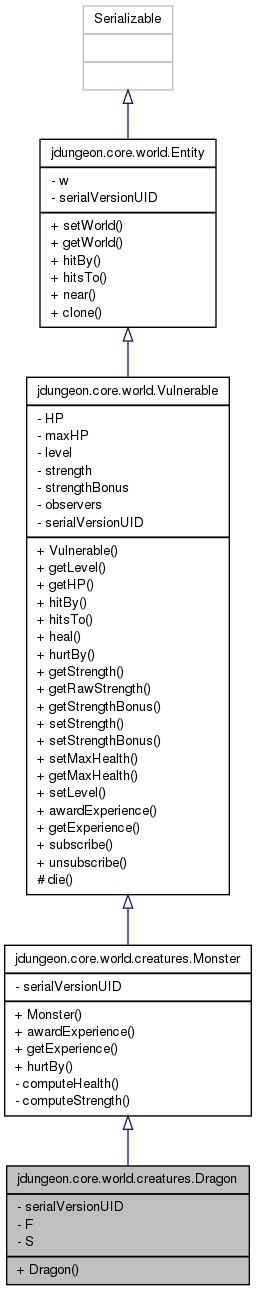 Serializable
jdungeon.core.world.Entity
- w
- serialVersionUID
+ setWorld()
+ getWorld()
+ hitBy()
+ hitsTo()
+ near()
+ clone()
jdungeon.core.world.Vulnerable
- HP
- maxHP
- level
- strength
- strengthBonus
- observers
- serialVersionUID
+ Vulnerable()
+ getLevel()
+ getHP()
+ hitBy()
+ hitsTo()
+ heal()
+ hurtBy()
+ getStrength()
+ getRawStrength()
+ getStrengthBonus()
+ setStrength()
+ setStrengthBonus()
+ setMaxHealth()
+ getMaxHealth()
+ setLevel()
+ awardExperience()
+ getExperience()
+ subscribe()
+ unsubscribe()
# die()
jdungeon.core.world.creatures.Monster
- serialVersionUID
+ Monster()
+ awardExperience()
+ getExperience()
+ hurtBy()
- computeHealth()
- computeStrength()
jdungeon.core.world.creatures.Dragon
- serialVersionUID
- F
- S
+ Dragon()